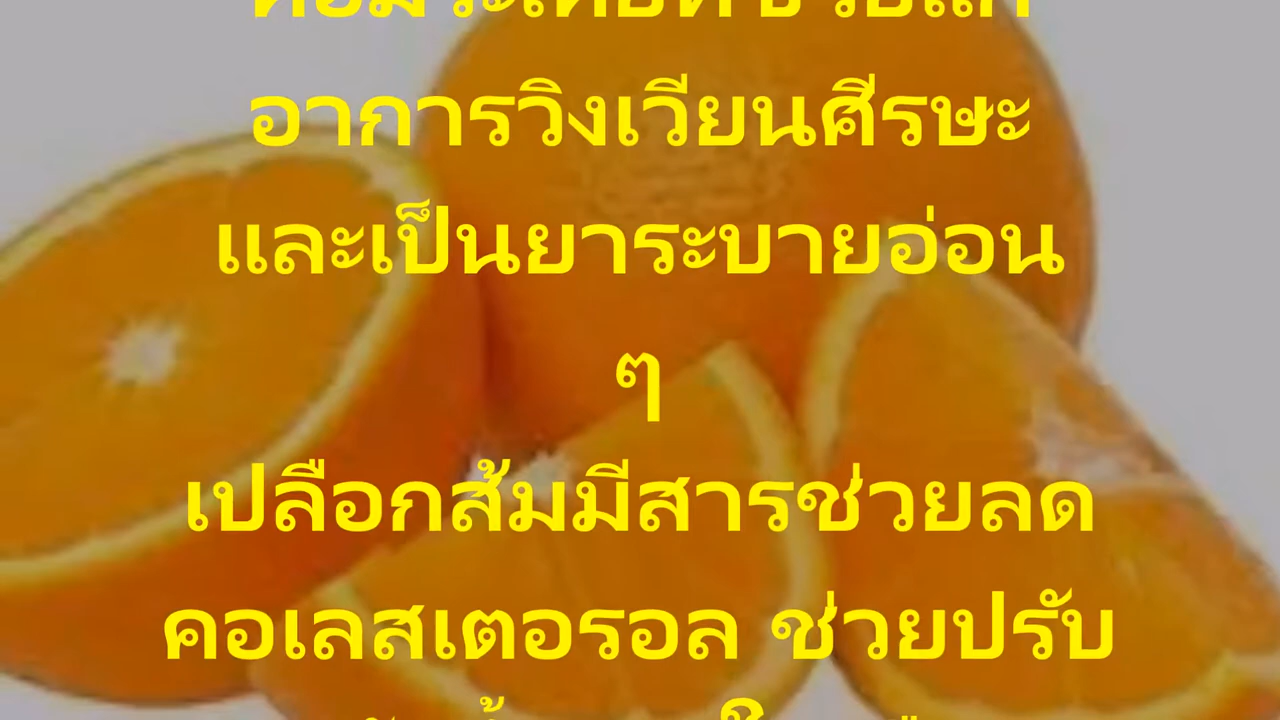 อาการวิงเวียนศีรษะ
และเป็นยาระบายอ่อน
ๆ
เปลือกส้มมีสารช่วยลด
คอเลสเตอรอล ช่วยปรับ